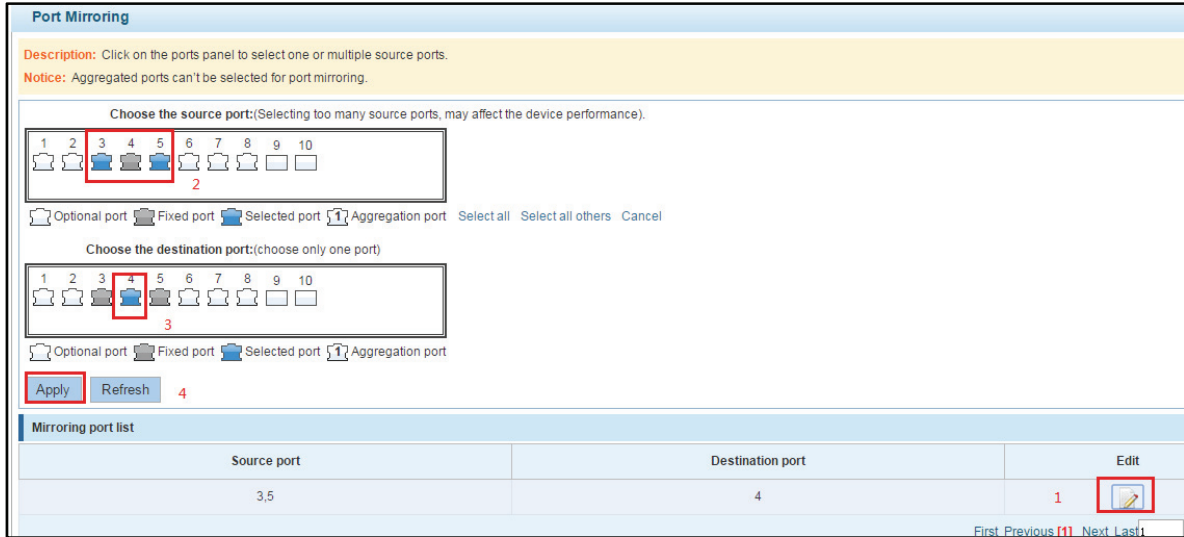 Port Mirroring
Description: Click on the ports panel to select one or multiple source ports.
Notice: Aggregated ports can't be selected for port mirroring.
Choose the source port:(Selecting too many source ports, may affect the device performance).
1 2 3 4 5 6 7 8 9 10
2
Optional port Fixed port Selected port 1 Aggregation port Select all Select all others Cancel
Choose the destination port:(choose only one port)
1 2 3 4 5 6 7 8 9 10
3
Optional port Fixed port Selected port 1 Aggregation port
Apply Refresh 4
Mirroring port list
Source port Destination port Edit
3,5 4 1
First Previous [1] Next Last 1